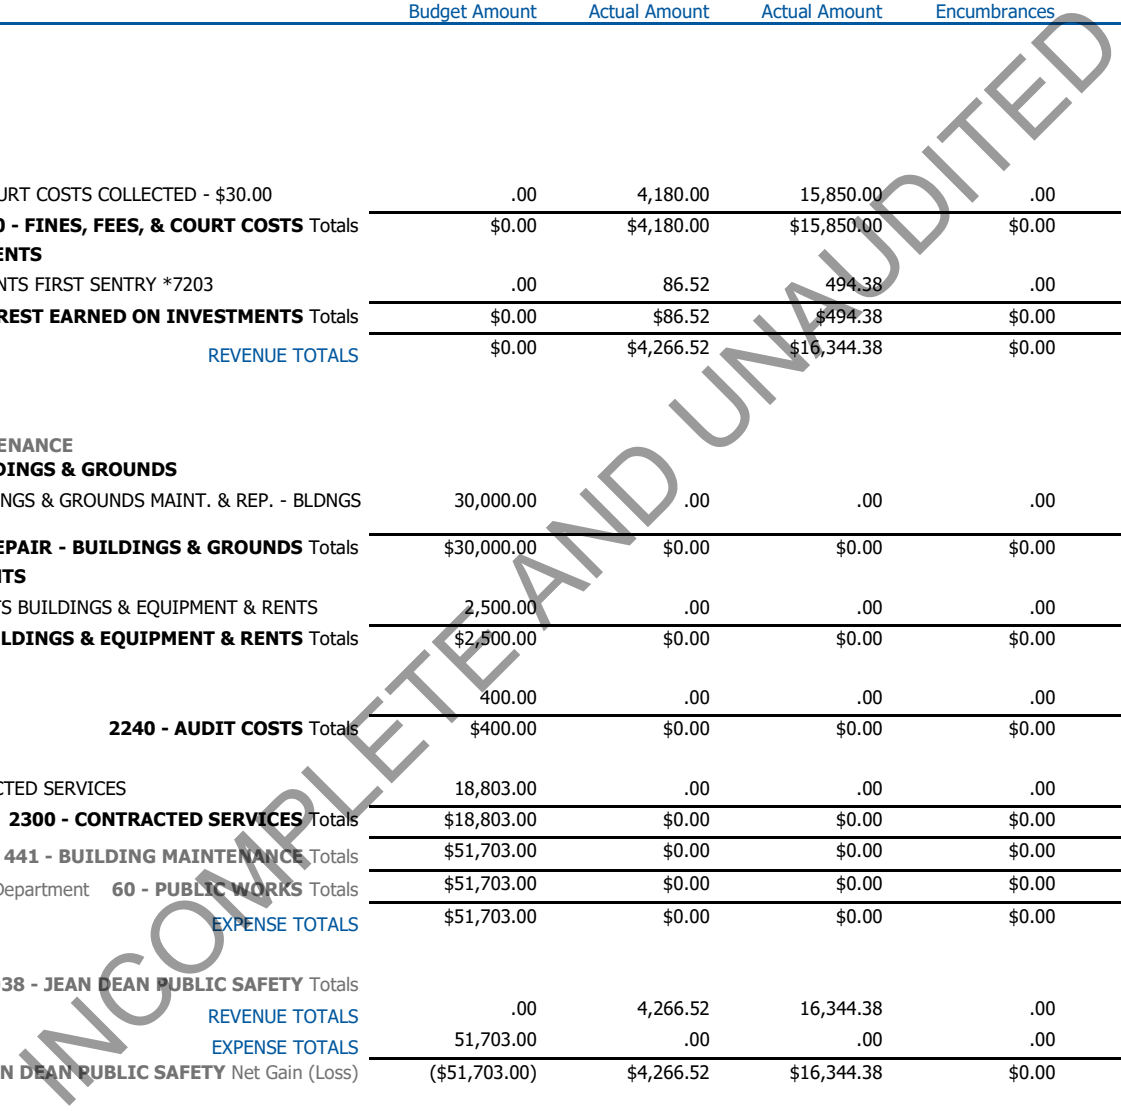 Budget Amount Actual Amount Actual Amount Encumbrances
URT COSTS COLLECTED - $30.00 .00 4,180.00 15,850.00 .00
0 - FINES, FEES, & COURT COSTS Totals $0.00 $4,180.00 $15,850.00 $0.00
ENTS
NTS FIRST SENTRY *7203 .00 86.52 494.38 .00
REST EARNED ON INVESTMENTS Totals $0.00 $86.52 $494.38 $0.00
REVENUE TOTALS $0.00 $4,266.52 $16,344.38 $0.00
ENANCE
DINGS & GROUNDS
NGS & GROUNDS MAINT. & REP. - BLDNGS 30,000.00 .00 .00 .00
EPAIR - BUILDINGS & GROUNDS Totals $30,000.00 $0.00 $0.00 $0.00
NTS
TS BUILDINGS & EQUIPMENT & RENTS 2,500.00 .00 .00 .00
ILDINGS & EQUIPMENT & RENTS Totals $2,500.00 $0.00 $0.00 $0.00
400.00 .00 .00 .00
2240 - AUDIT COSTS Totals $400.00 $0.00 $0.00 $0.00
CTED SERVICES 18,803.00 .00 .00 .00
2300 - CONTRACTED SERVICES Totals $18,803.00 $0.00 $0.00 $0.00
441 - BUILDING MAINTENANCE Totals $51,703.00 $0.00 $0.00 $0.00
Department 60 - PUBLIC WORKS Totals $51,703.00 $0.00 $0.00 $0.00
EXPENSE TOTALS $51,703.00 $0.00 $0.00 $0.00
038 - JEAN DEAN PUBLIC SAFETY Totals
REVENUE TOTALS .00 4,266.52 16,344.38 .00
EXPENSE TOTALS 51,703.00 .00 .00 .00
N DEAN PUBLIC SAFETY Net Gain (Loss) ($51,703.00) $4,266.52 $16,344.38 $0.00
INCOMPLETE AND UNAUDITED